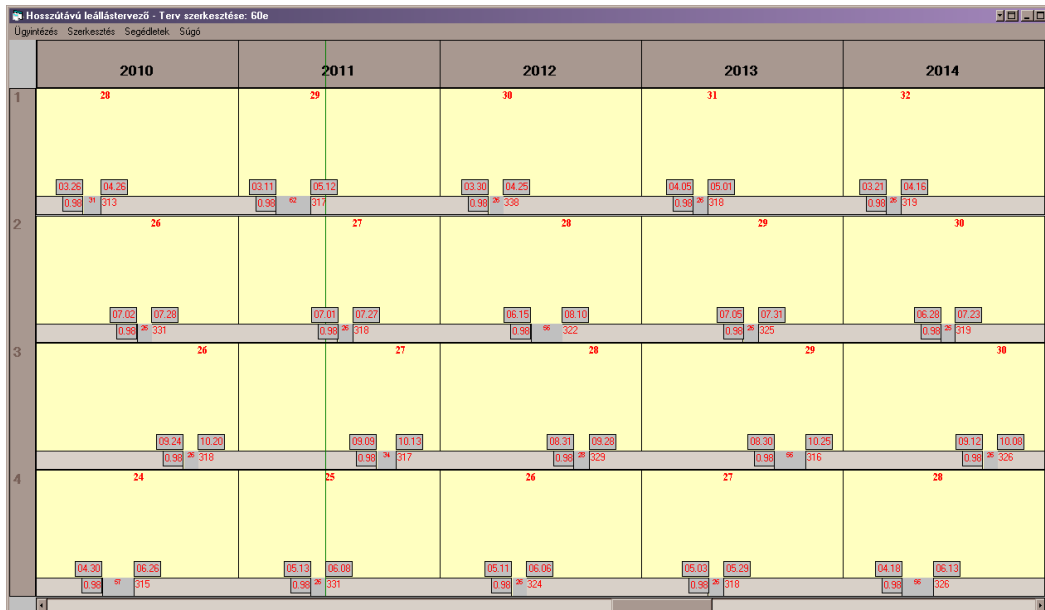 Hosszútávú leállástervező - Terv szerkesztése: 60e
Ügyintézés Szerkesztés Segédletek Súgó
2010 2011 2012 2013 2014
1 28 29 30 31 32
03.26 04.26 03.11 05.12 03.30 04.25 04.05 05.01 03.21 04.16
0.98 31 313 0.98 62 317 0.98 26 338 0.98 26 318 0.98 26 319
2 26 27 28 29 30
07.02 07.28 07.01 07.27 06.15 08.10 07.05 07.31 06.28 07.23
0.98 26 331 0.98 26 318 0.98 56 322 0.98 26 325 0.98 26 319
3 26 27 28 29 30
09.24 10.20 09.09 10.13 08.31 09.28 08.30 10.25 09.12 10.08
0.98 26 318 0.98 34 317 0.98 28 329 0.98 56 316 0.98 26 326
4 24 25 26 27 28
04.30 06.26 05.13 06.08 05.11 06.06 05.03 05.29 04.18 06.13
0.98 57 315 0.98 26 331 0.98 26 324 0.98 26 318 0.98 56 326